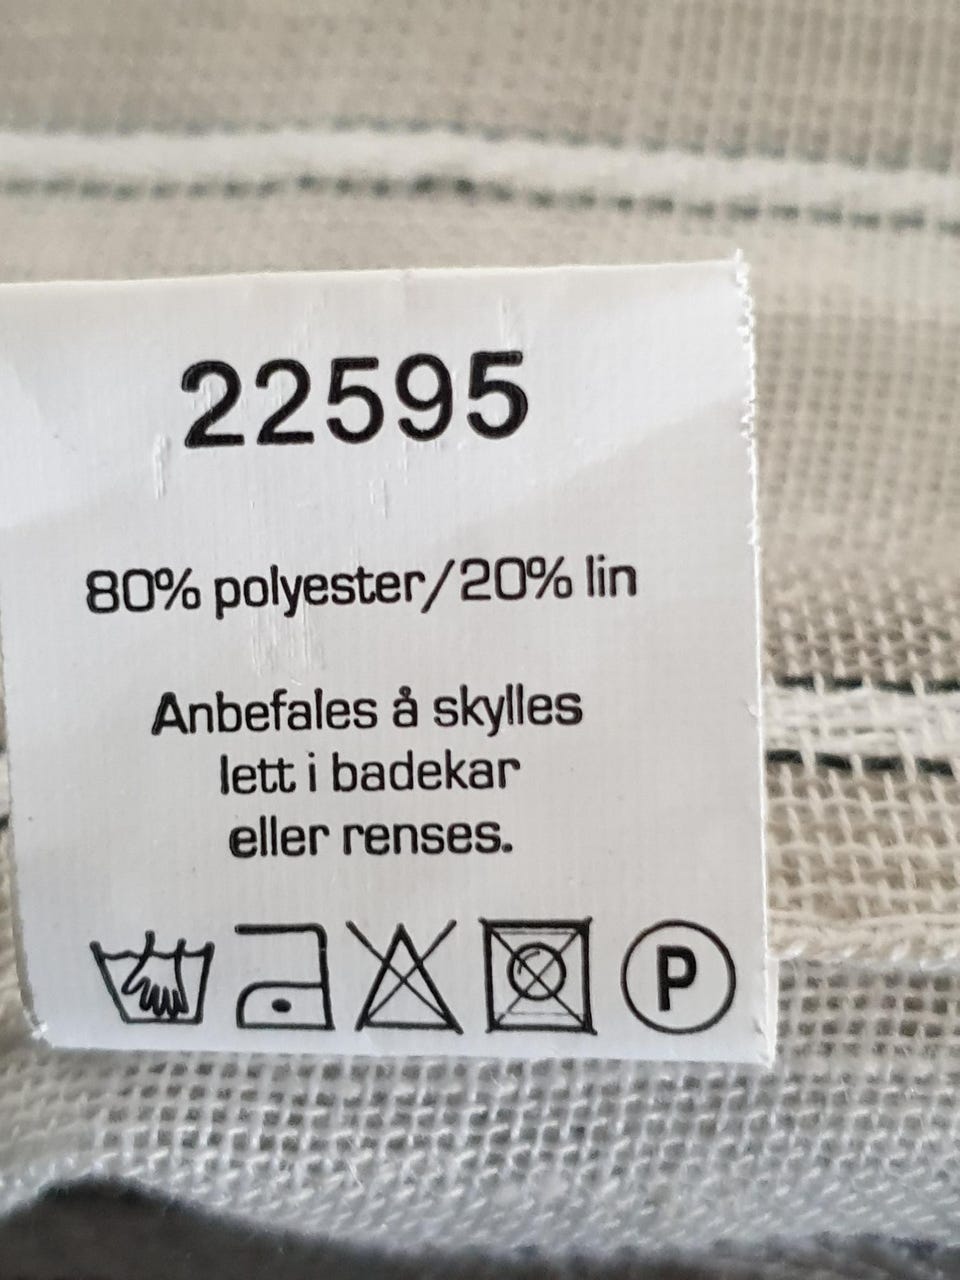 22595
80% polyester/20% lin
Anbefales å skylles
lett i badekar
eller renses.
P